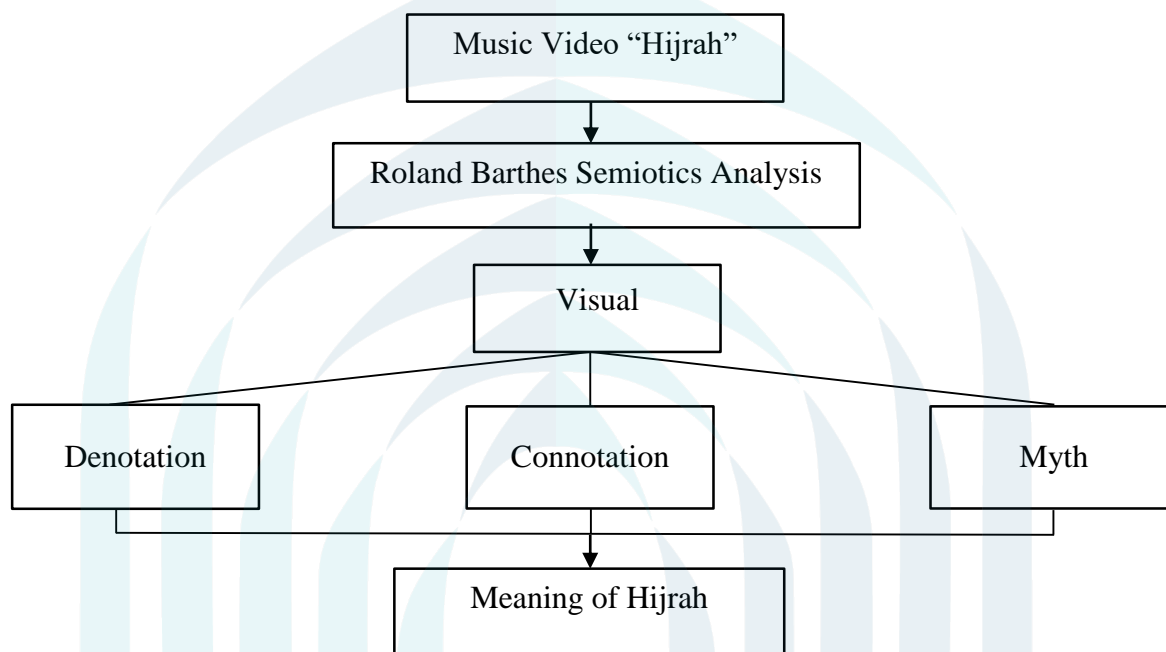 Music Video “Hijrah”
Roland Barthes Semiotics Analysis
Visual
Denotation
Connotation
Myth
Meaning of Hijrah